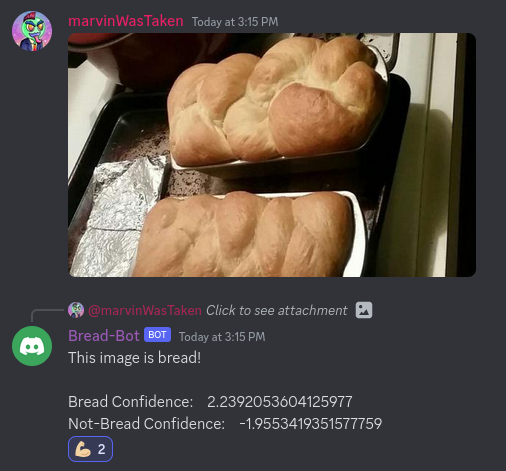 marvinWasTaken Today at 3:15 PM
@marvinWasTaken Click to see attachment
Bread-Bot BOT Today at 3:15 PM
This image is bread!
Bread Confidence: 2.2392053604125977
Not-Bread Confidence: -1.9553419351577759
2